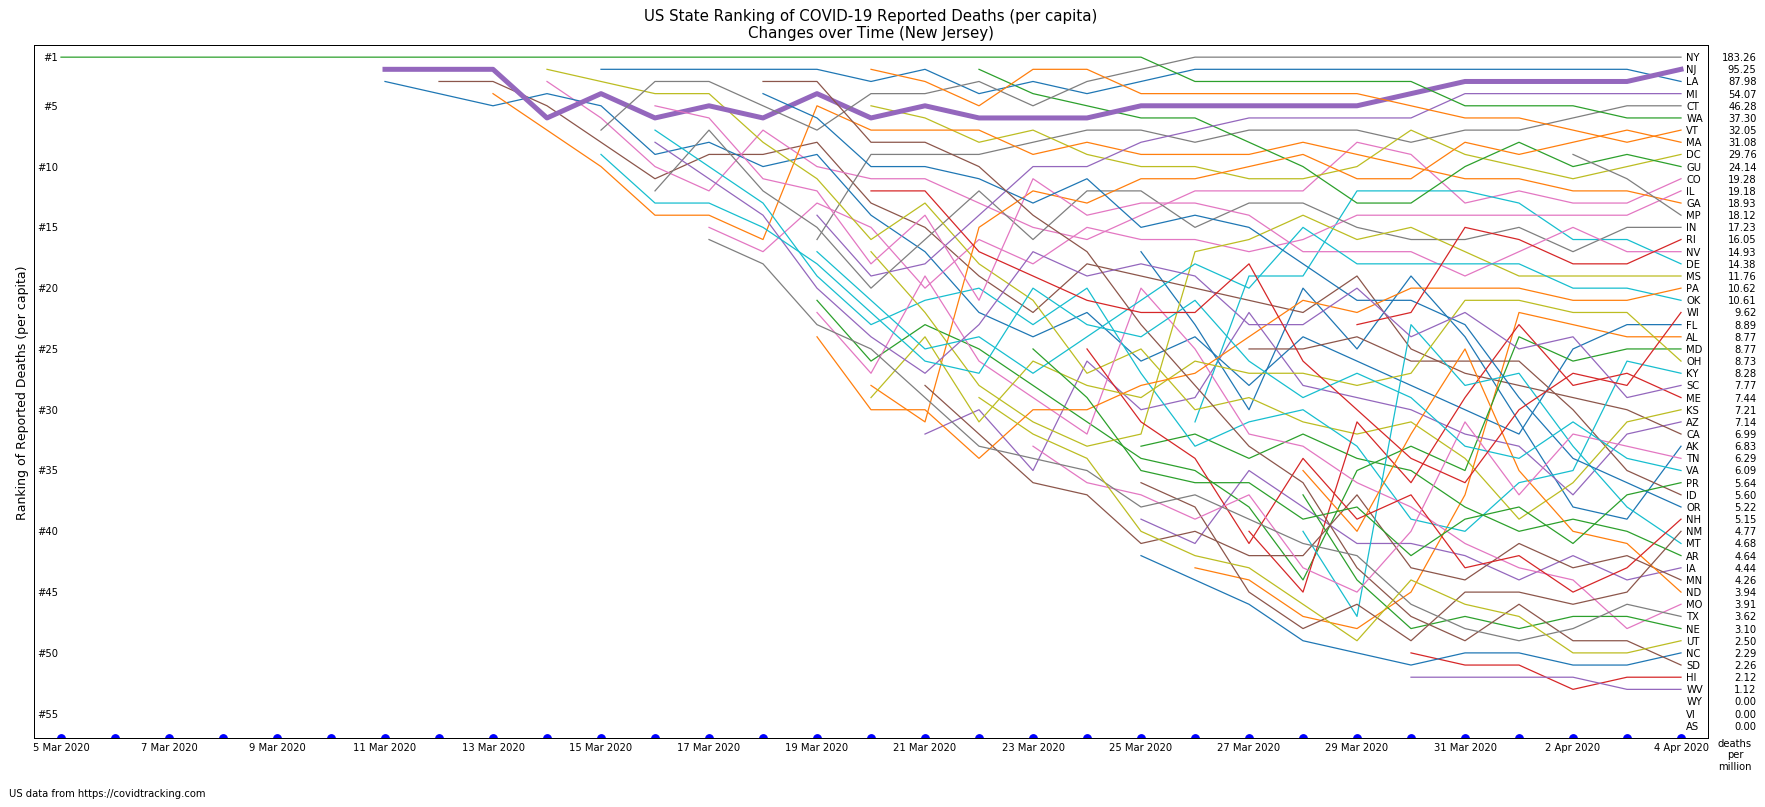 US State Ranking of COVID-19 Reported Deaths (per capita)
Changes over Time (New Jersey)
Ranking of Reported Deaths (per capita)
#1
#5
#10
#15
#20
#25
#30
#35
#40
#45
#50
#55
NY 183.26
NJ 95.25
LA 87.98
MI 54.07
CT 46.28
WA 37.30
VT 32.05
MA 31.08
DC 29.76
GU 24.14
CO 19.28
IL 19.18
GA 18.93
MP 18.12
IN 17.23
RI 16.05
NV 14.93
DE 14.38
MS 11.76
PA 10.62
OK 10.61
WI 9.62
FL 8.89
AL 8.77
MD 8.77
OH 8.73
KY 8.28
SC 7.77
ME 7.44
KS 7.21
AZ 7.14
CA 6.99
AK 6.83
TN 6.29
VA 6.09
PR 5.64
ID 5.60
OR 5.22
NH 5.15
NM 4.77
MT 4.68
AR 4.64
IA 4.44
MN 4.26
ND 3.94
MO 3.91
TX 3.62
NE 3.10
UT 2.50
NC 2.29
SD 2.26
HI 2.12
WV 1.12
WY 0.00
VI 0.00
AS 0.00
5 Mar 2020 7 Mar 2020 9 Mar 2020 11 Mar 2020 13 Mar 2020 15 Mar 2020 17 Mar 2020 19 Mar 2020 21 Mar 2020 23 Mar 2020 25 Mar 2020 27 Mar 2020 29 Mar 2020 31 Mar 2020 2 Apr 2020 4 Apr 2020
deaths
per
million
US data from https://covidtracking.com